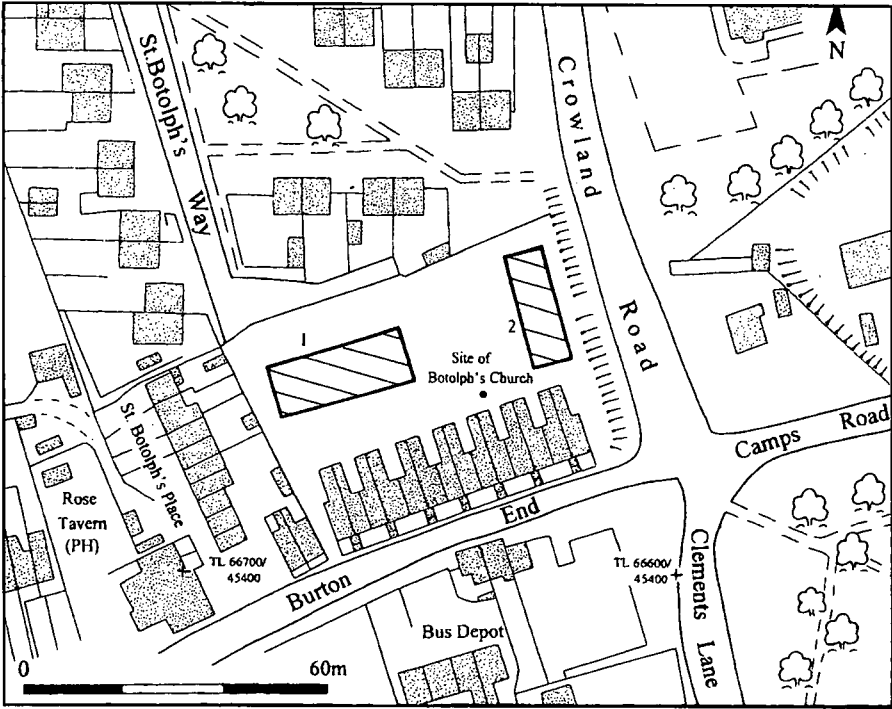 St.Botolph's Way
Crowland Road
N
1
2
Site of
Botolph's Church
St. Botolph's Place
Camps Road
Rose
Tavern
(PH)
Burton End
TL 66700/
45400
TL 66600/
45400
Clements Lane
Bus Depot
0
60m